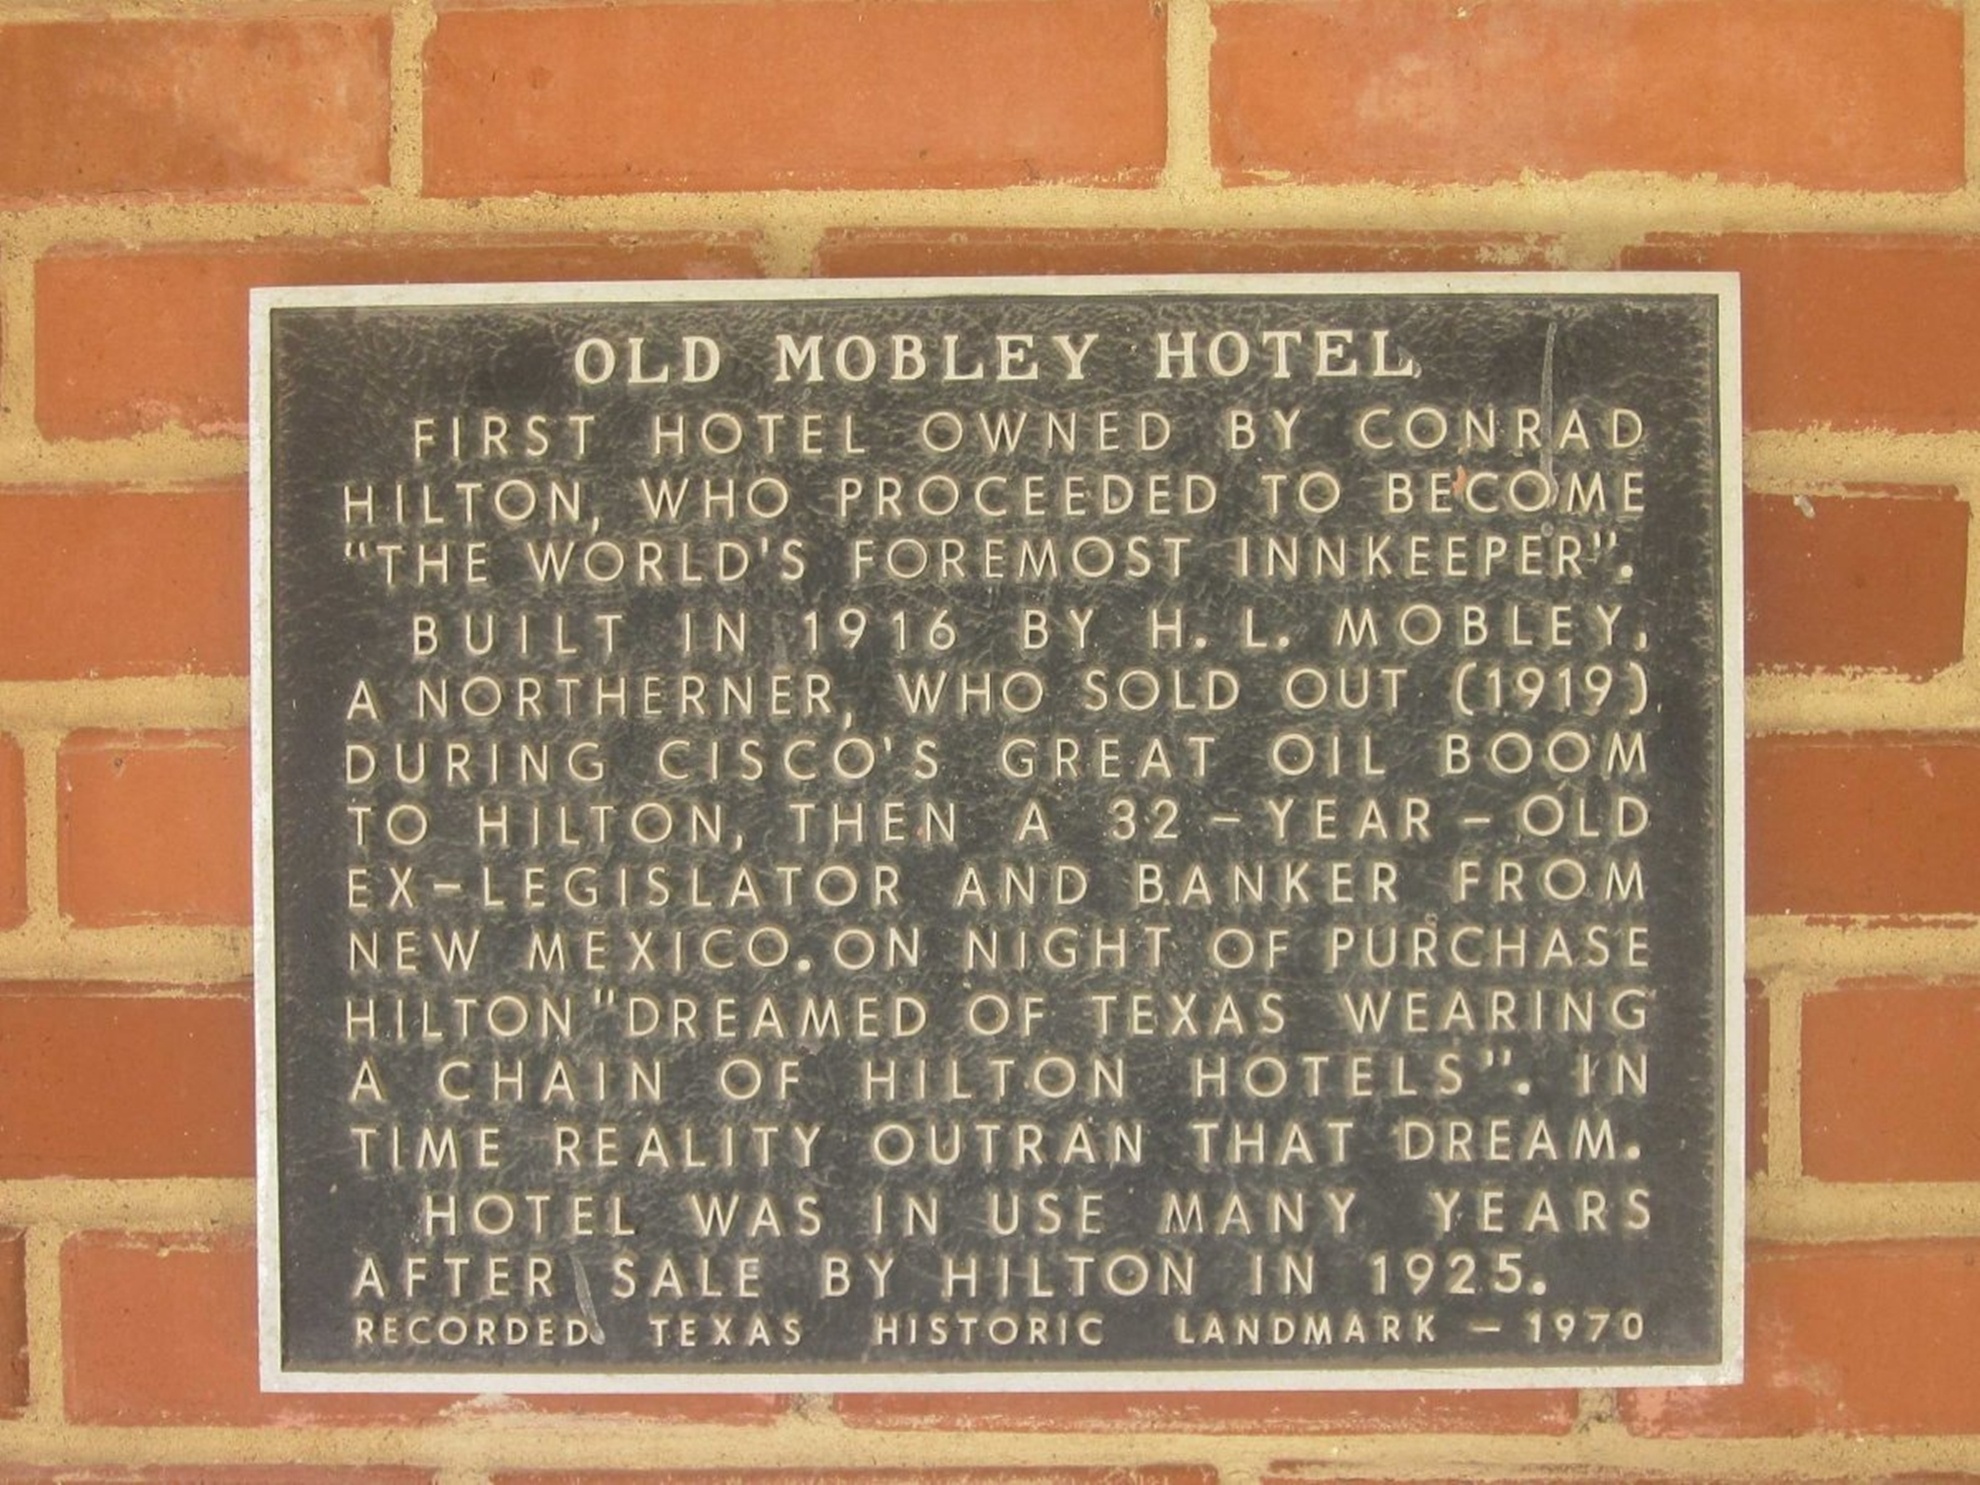 OLD MOBLEY HOTEL
FIRST HOTEL OWNED BY CONRAD
HILTON, WHO PROCEEDED TO BECOME
"THE WORLD'S FOREMOST INNKEEPER".
BUILT IN 1916 BY H. L. MOBLEY,
A NORTHERNER, WHO SOLD OUT (1919)
DURING CISCO'S GREAT OIL BOOM
TO HILTON, THEN A 32-YEAR-OLD
EX-LEGISLATOR AND BANKER FROM
NEW MEXICO. ON NIGHT OF PURCHASE
HILTON "DREAMED OF TEXAS WEARING
A CHAIN OF HILTON HOTELS". IN
TIME REALITY OUTRAN THAT DREAM.
HOTEL WAS IN USE MANY YEARS
AFTER SALE BY HILTON IN 1925.
RECORDED TEXAS HISTORIC LANDMARK - 1970